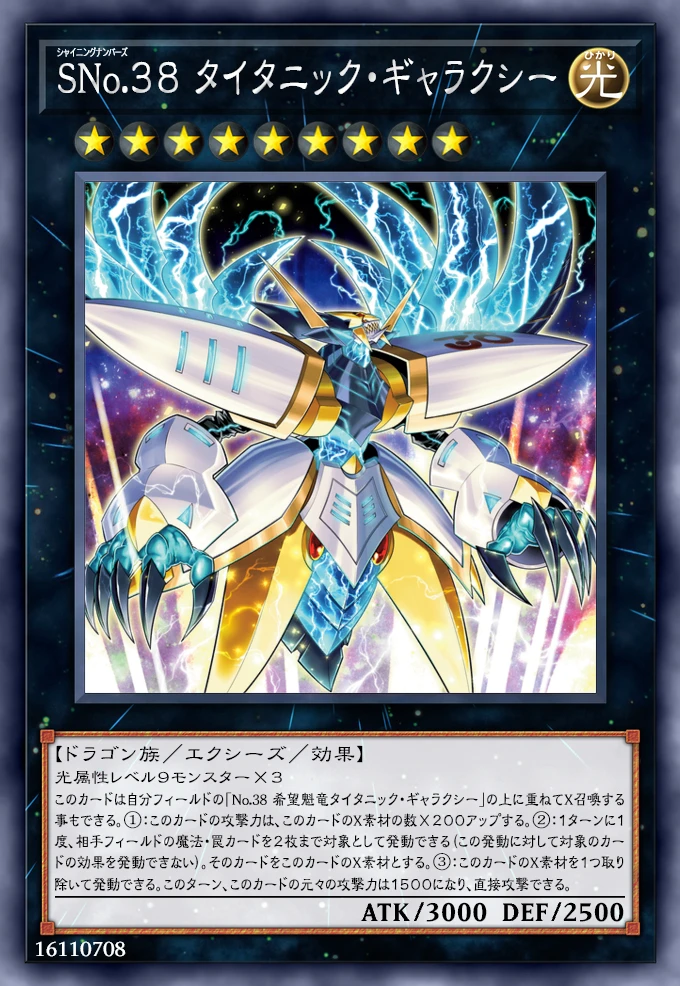 シャイニングナンバーズ
SNo.38 タイタニック・ギャラクシー
ひかり
光
【ドラゴン族／エクシーズ／効果】
光属性レベル９モンスター×３
このカードは自分フィールドの「No.38 希望魁竜タイタニック・ギャラクシー」の上に重ねてX召喚する
事もできる。①：このカードの攻撃力は、このカードのX素材の数×200アップする。②：１ターンに１
度、相手フィールドの魔法・罠カードを２枚まで対象として発動できる(この発動に対して対象のカー
ドの効果を発動できない)。そのカードをこのカードのX素材とする。③：このカードのX素材を１つ取り
除いて発動できる。このターン、このカードの元々の攻撃力は1500になり、直接攻撃できる。
ATK/3000 DEF/2500
16110708